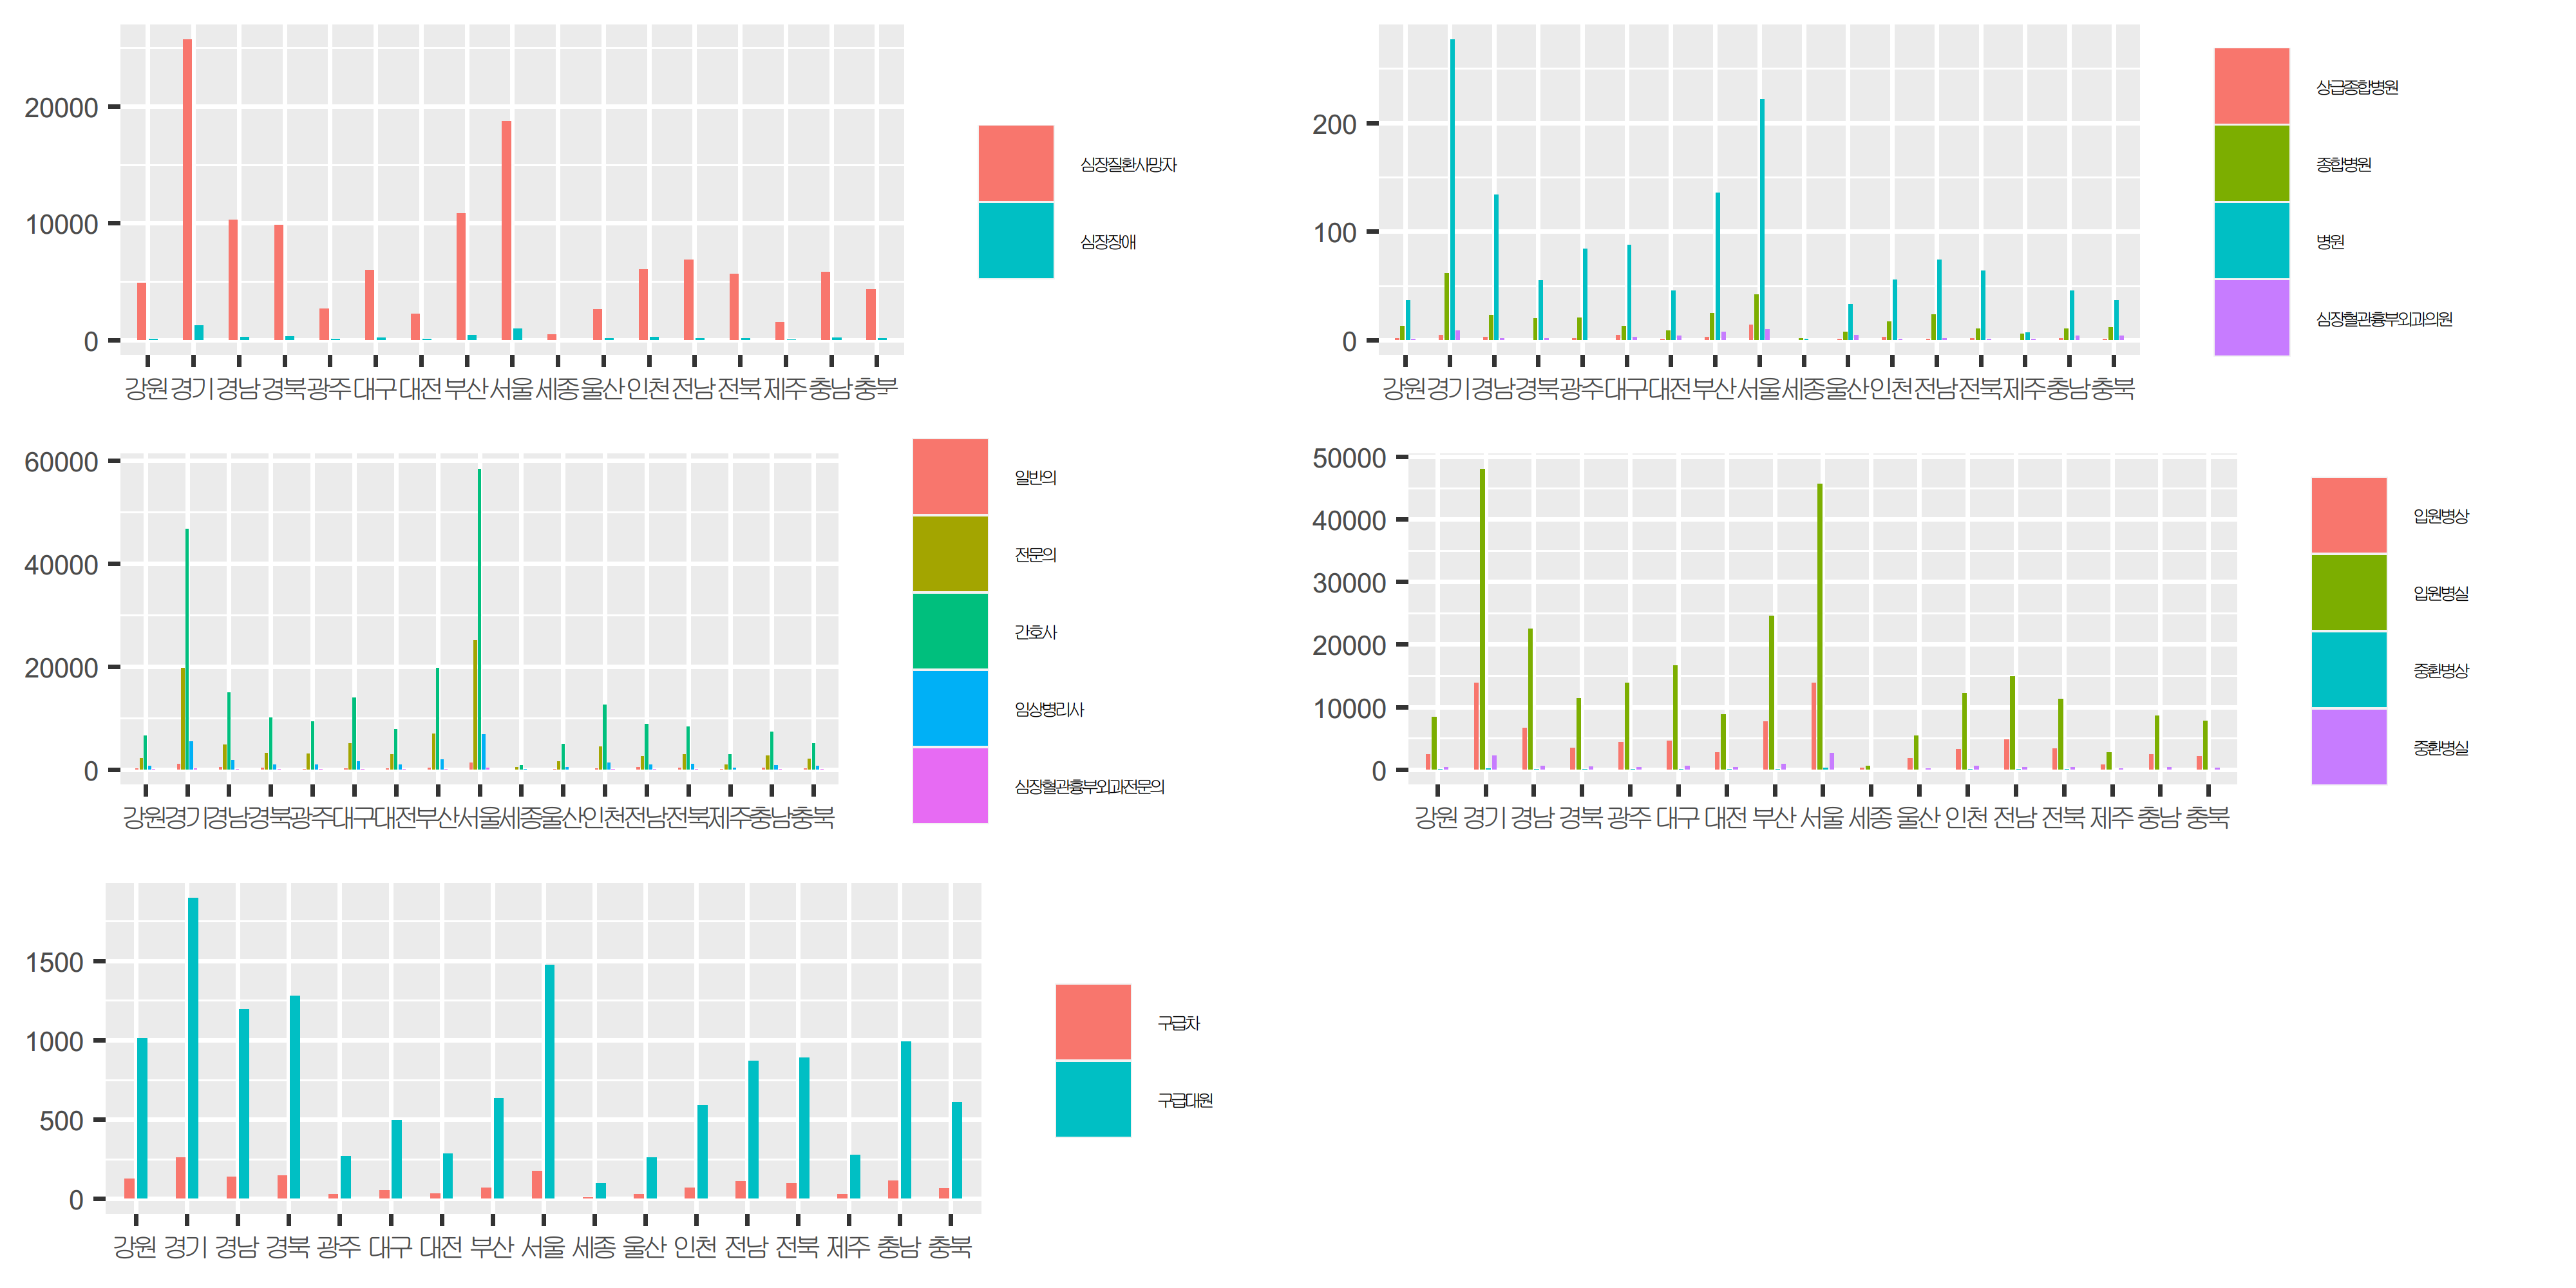 20000
10000
0
강원 경기 경남 경북 광주 대구 대전 부산 서울 세종 울산 인천 전남 전북 제주 충남 충북
심장질환사망자
심장장애
200
100
0
강원 경기 경남 경북 광주 대구 대전 부산 서울 세종 울산 인천 전남 전북 제주 충남 충북
상급종합병원
종합병원
병원
심장혈관흉부외과의원
60000
40000
20000
0
강원 경기 경남 경북 광주 대구 대전 부산 서울 세종 울산 인천 전남 전북 제주 충남 충북
일반의
전문의
간호사
임상병리사
심장혈관흉부외과전문의
50000
40000
30000
20000
10000
0
강원 경기 경남 경북 광주 대구 대전 부산 서울 세종 울산 인천 전남 전북 제주 충남 충북
입원병상
입원병실
중환병상
중환병실
1500
1000
500
0
강원 경기 경남 경북 광주 대구 대전 부산 서울 세종 울산 인천 전남 전북 제주 충남 충북
구급차
구급대원